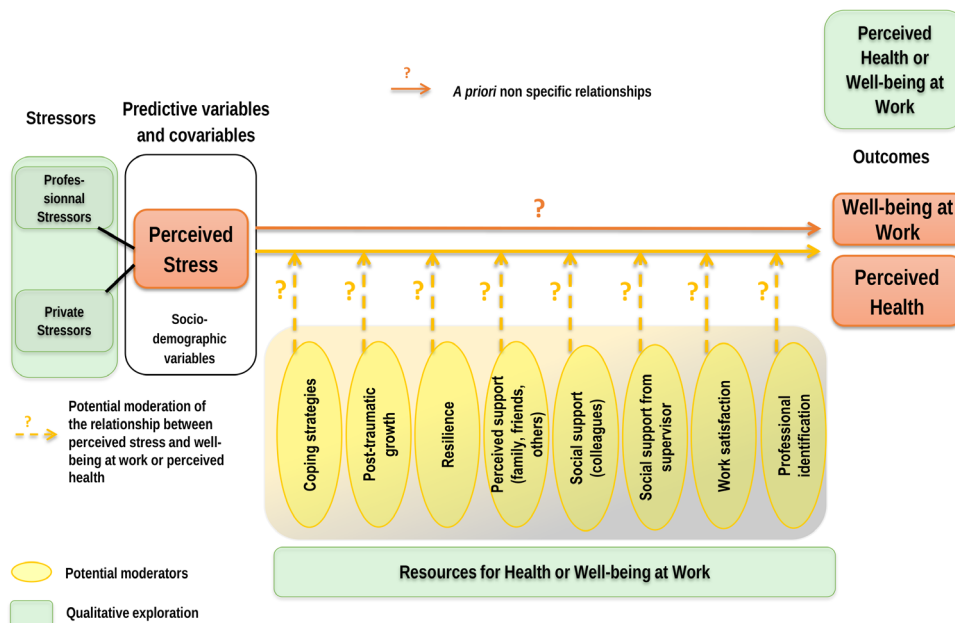 Perceived
Health or
Well-being at
Work
?
A priori non specific relationships
Predictive variables
and covariables
Stressors
Outcomes
Profes-
sionnal
Stressors
Perceived
Stress
?
Well-being at
Work
Perceived
Health
Private
Stressors
Socio-
demographic
variables
? ? ? ? ? ? ? ?
Coping strategies
Post-traumatic
growth
Resilience
Perceived support
(family, friends,
others)
Social support
(colleagues)
Social support from
supervisor
Work satisfaction
Professional
identification
?
Potential moderation of
the relationship between
perceived stress and well-
being at work or perceived
health
Resources for Health or Well-being at Work
Potential moderators
Qualitative exploration